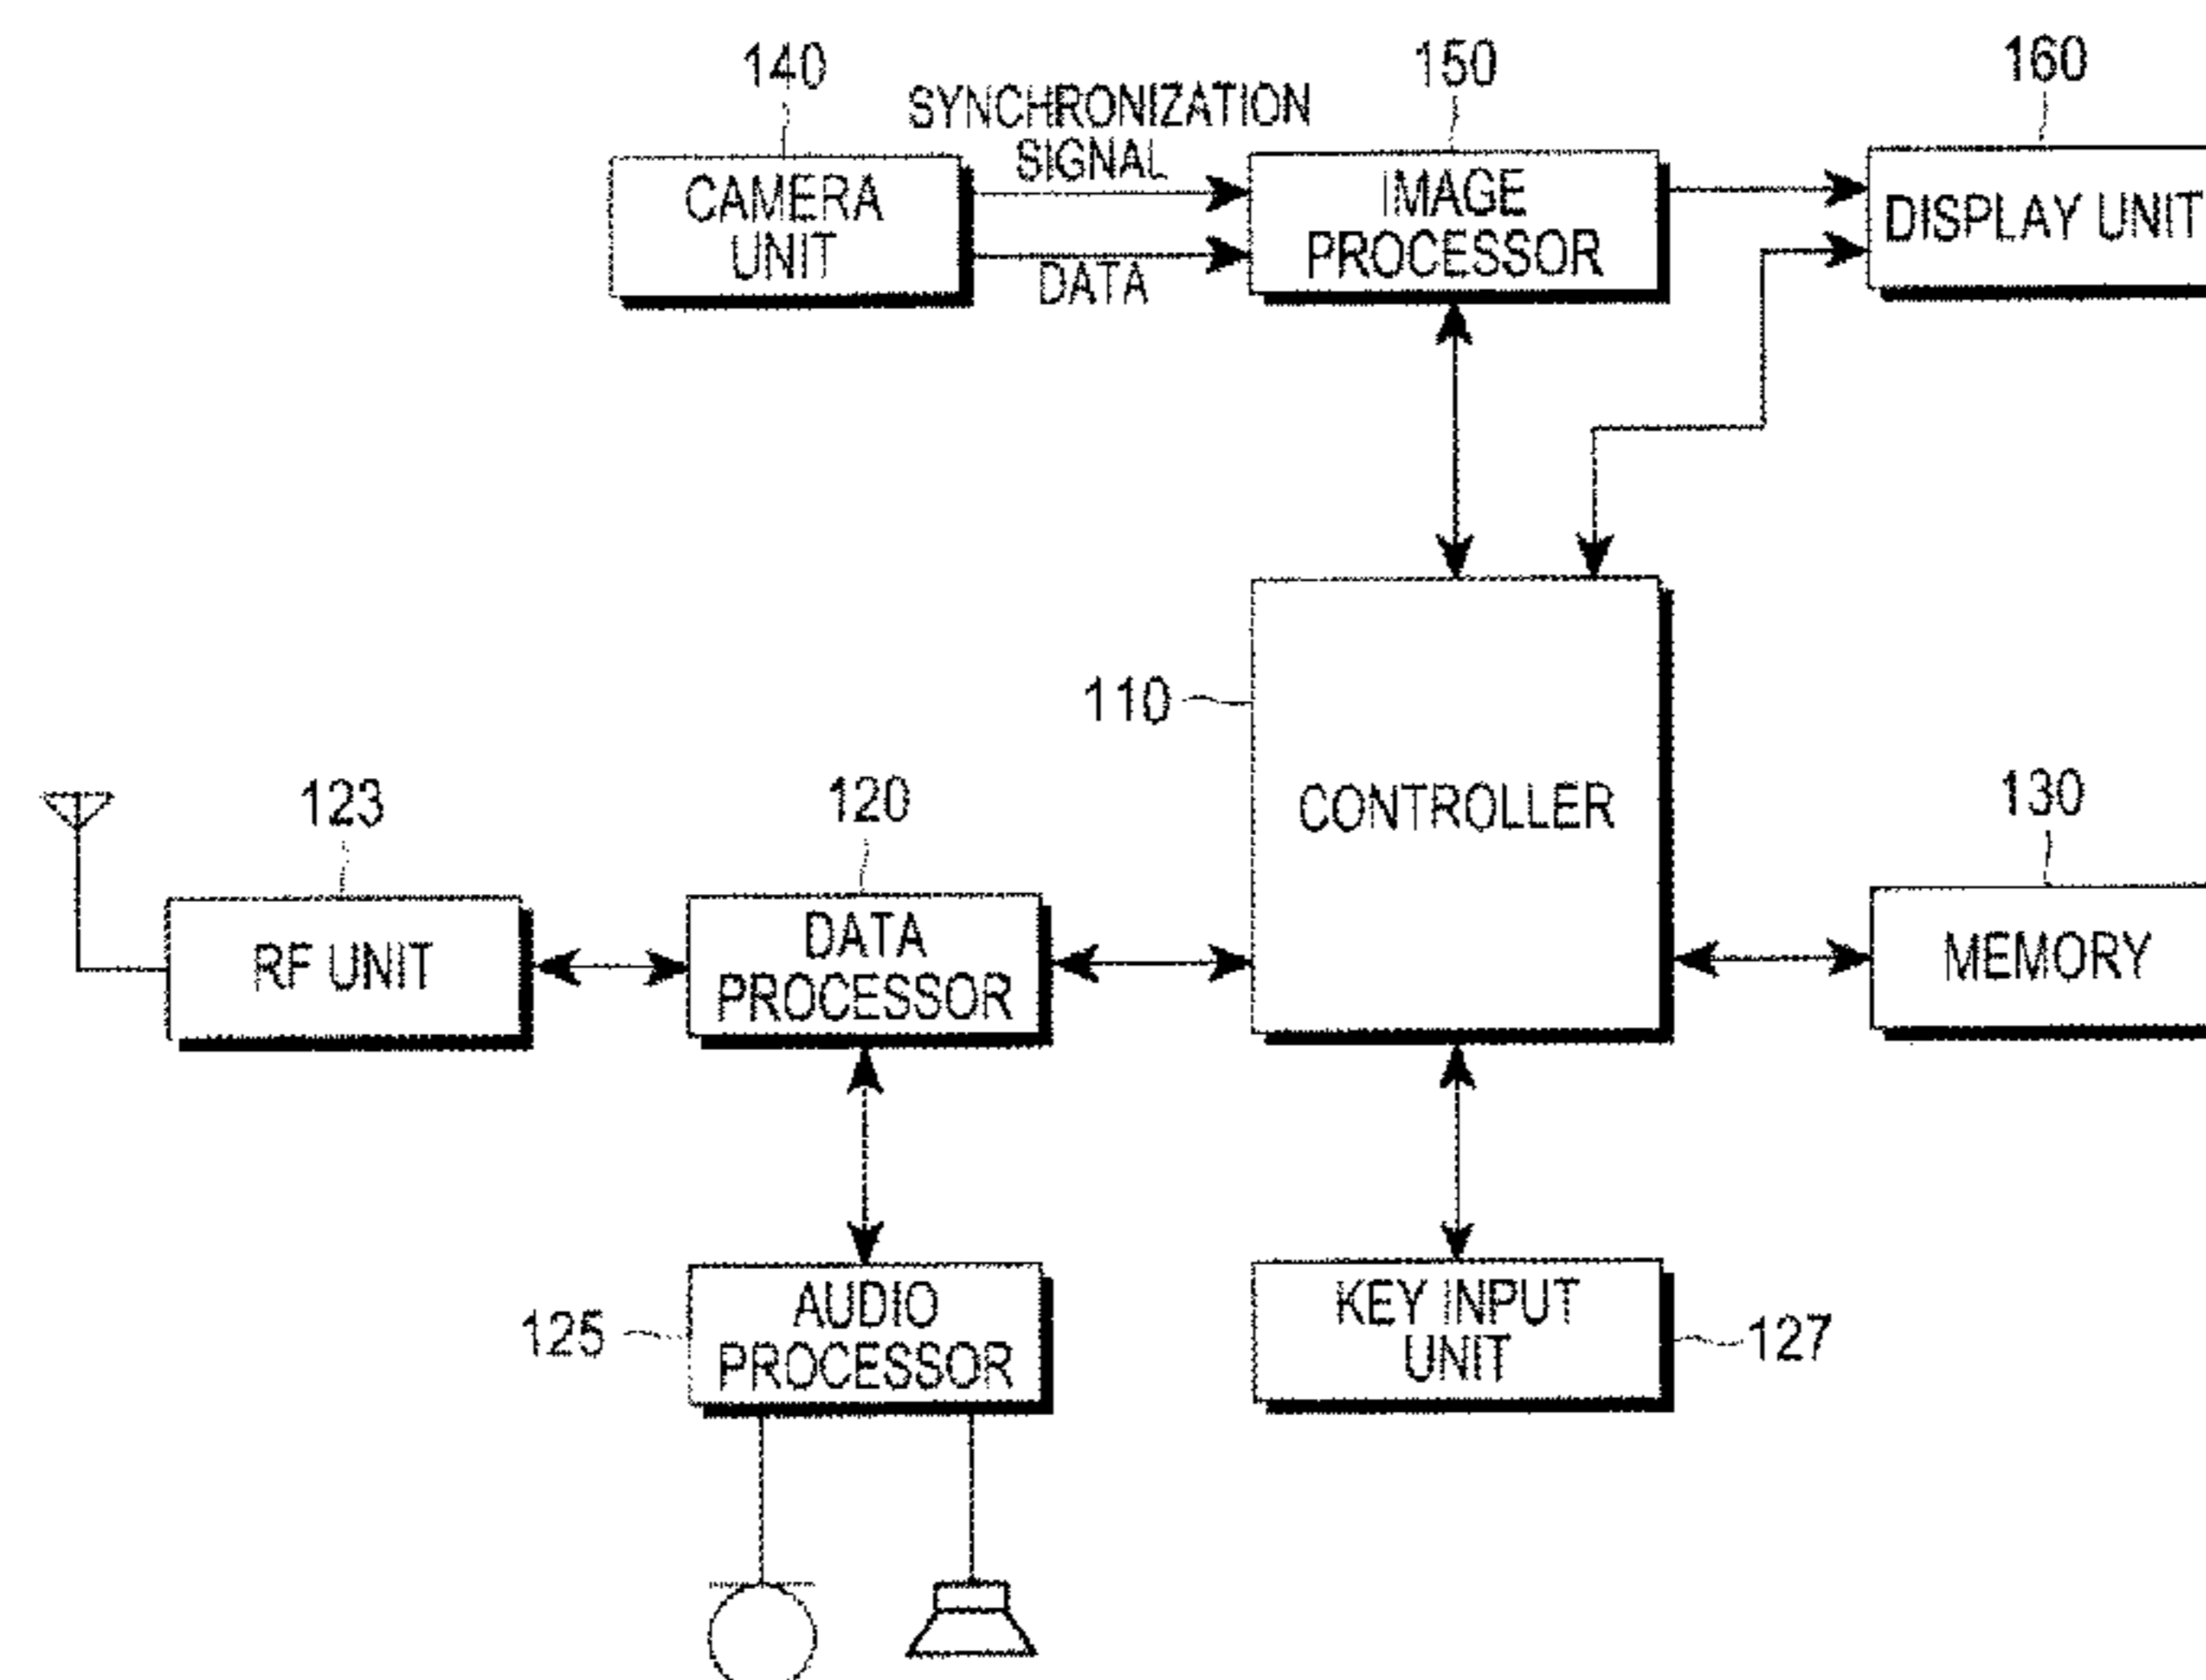 140
150
160
SYNCHRONIZATION
SIGNAL
CAMERA
UNIT
IMAGE
PROCESSOR
DISPLAY UNIT
DATA
110
CONTROLLER
123
120
130
RF UNIT
DATA
PROCESSOR
MEMORY
125
AUDIO
PROCESSOR
KEY INPUT
UNIT
127